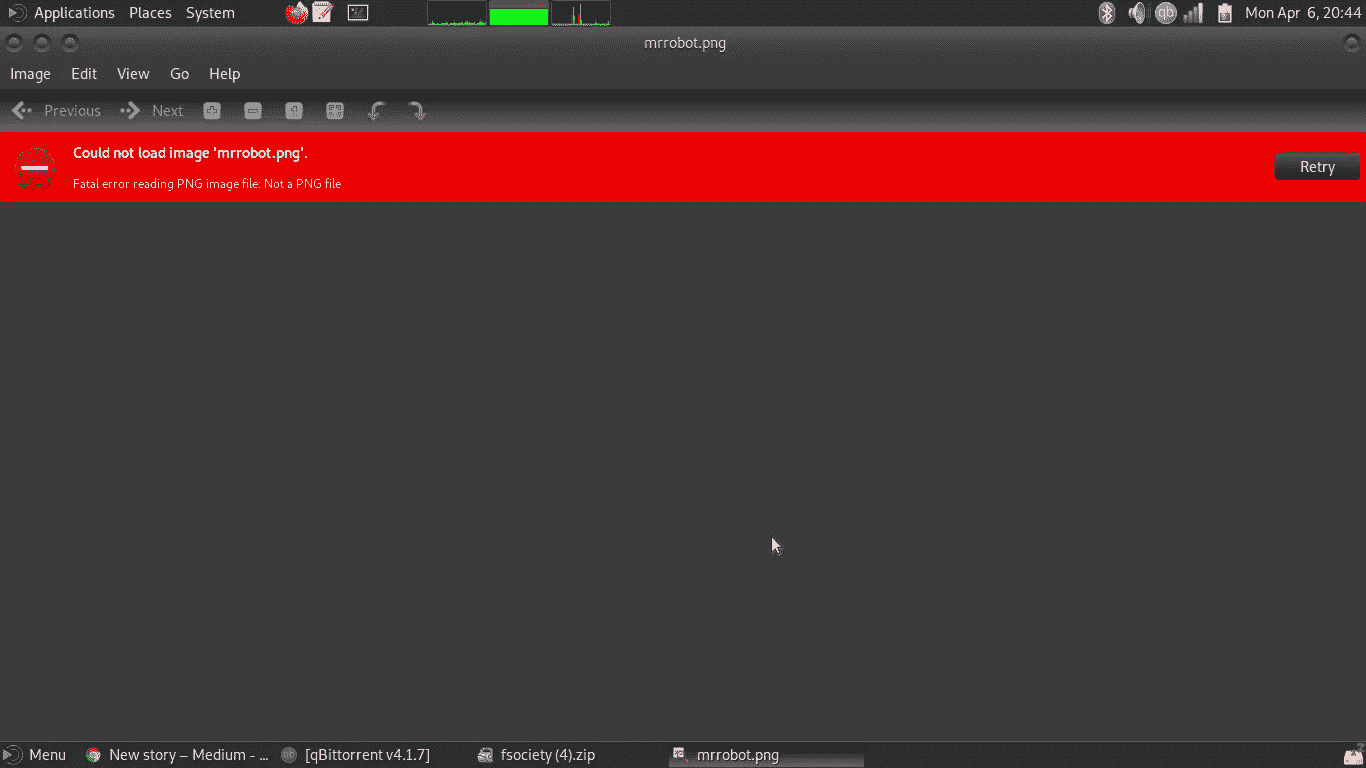 Applications Places System
qb
Mon Apr 6, 20:44
mrrobot.png
Image Edit View Go Help
Previous Next
Could not load image 'mrrobot.png'.
Fatal error reading PNG image file: Not a PNG file
Retry
Menu
New story – Medium - ...
qb
[qBittorrent v4.1.7]
fsociety (4).zip
mrrobot.png